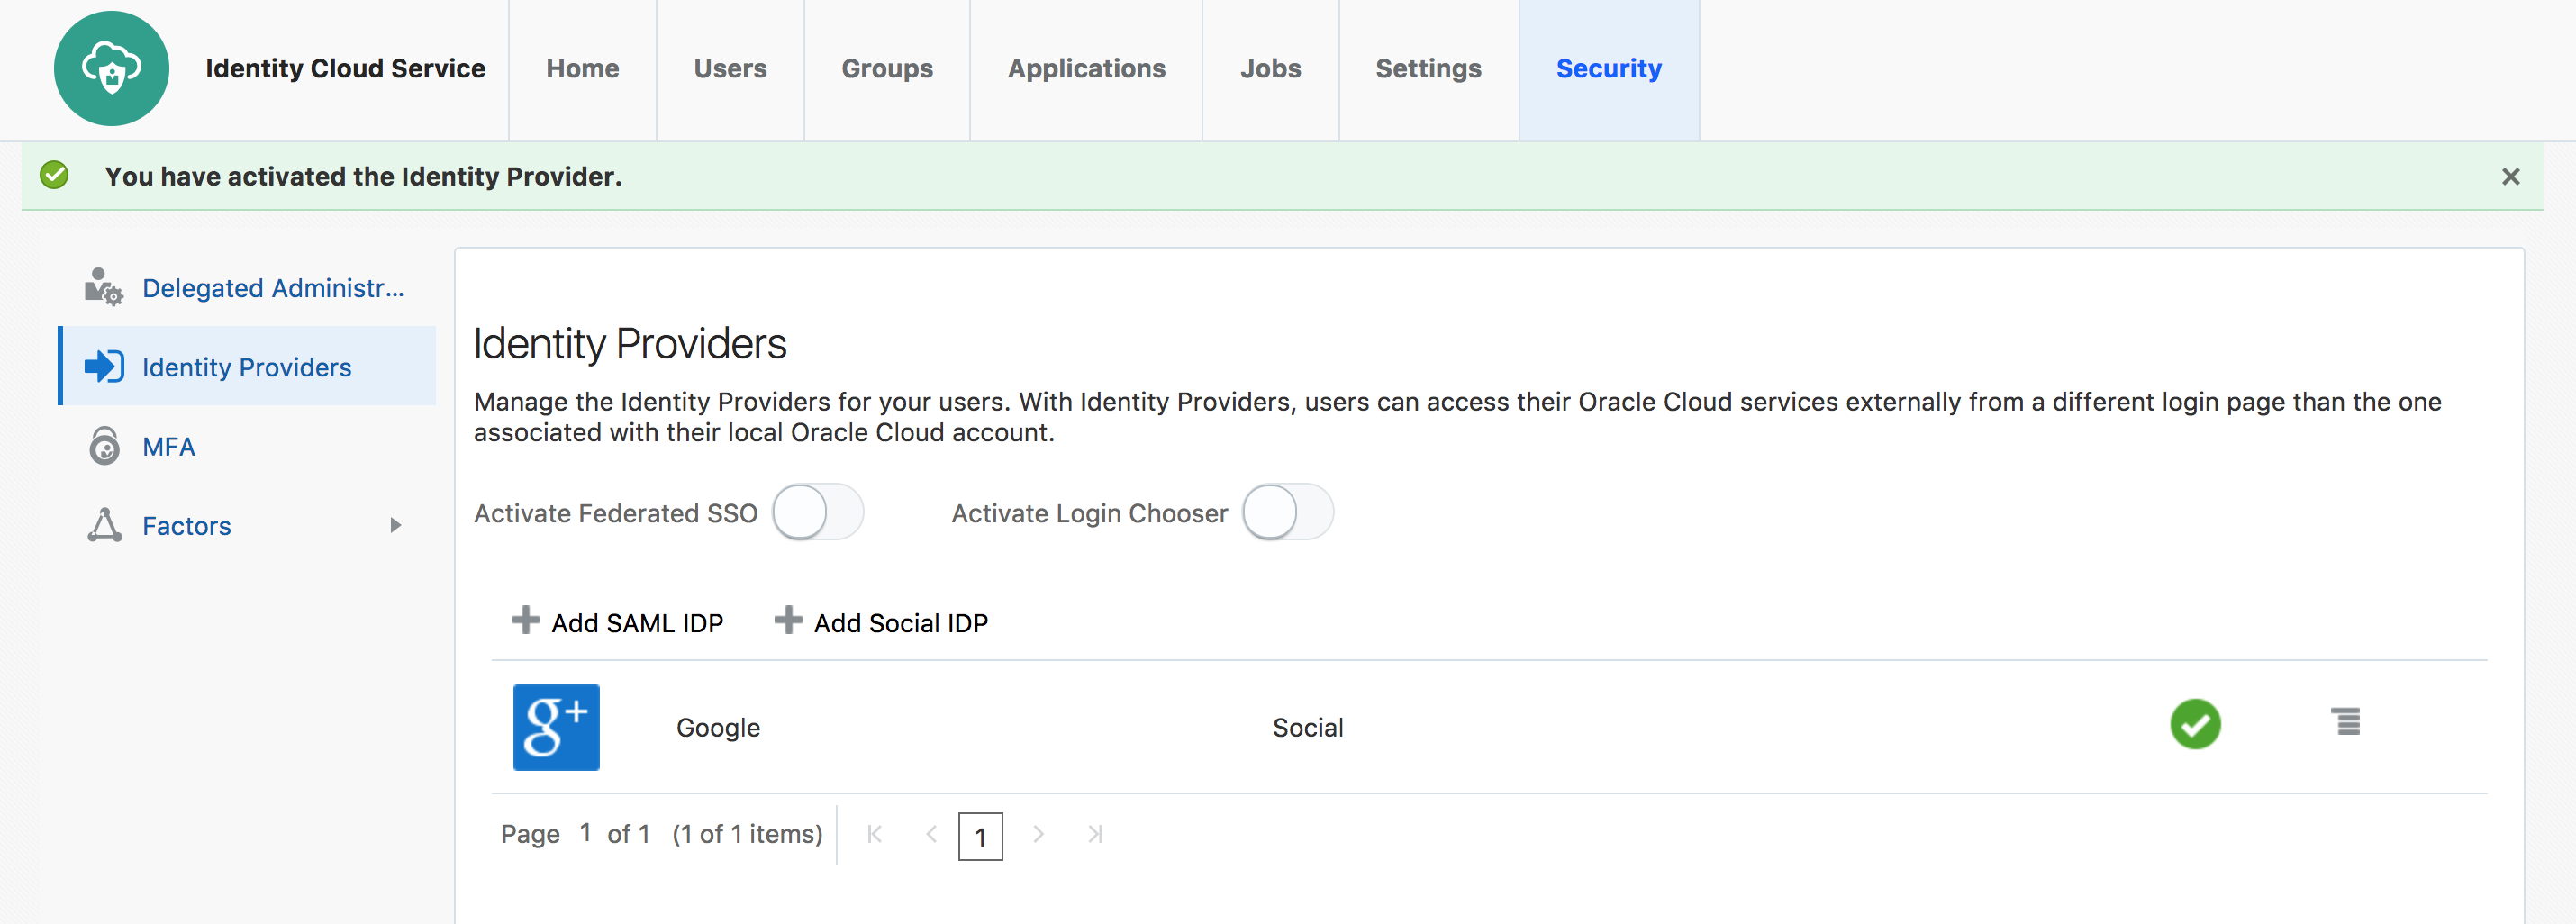 Identity Cloud Service
Home
Users
Groups
Applications
Jobs
Settings
Security
You have activated the Identity Provider.
Delegated Administr...
Identity Providers
MFA
Factors
Identity Providers
Manage the Identity Providers for your users. With Identity Providers, users can access their Oracle Cloud services externally from a different login page than the one
associated with their local Oracle Cloud account.
Activate Federated SSO
Activate Login Chooser
Add SAML IDP
Add Social IDP
g+
Google
Social
Page 1 of 1 (1 of 1 items)
1